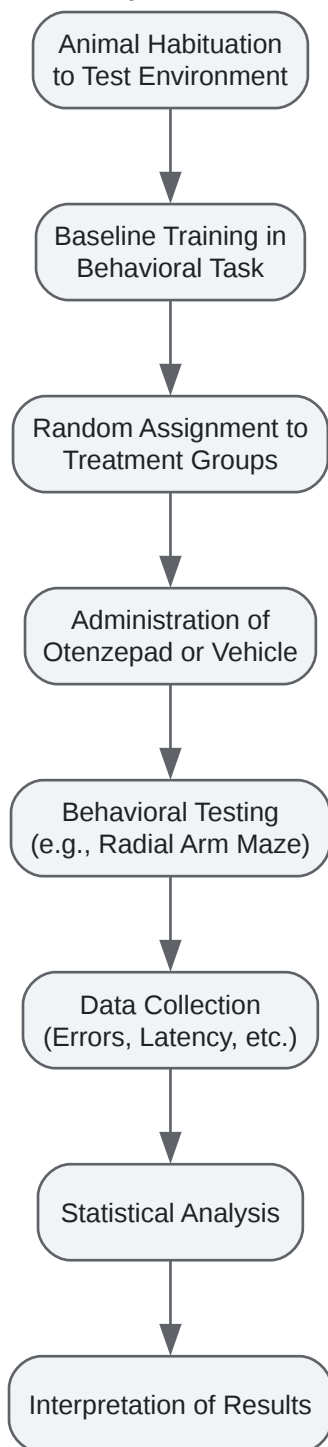 Animal Habituation
to Test Environment
Baseline Training in
Behavioral Task
Random Assignment to
Treatment Groups
Administration of
Otenzepad or Vehicle
Behavioral Testing
(e.g., Radial Arm Maze)
Data Collection
(Errors, Latency, etc.)
Statistical Analysis
Interpretation of Results